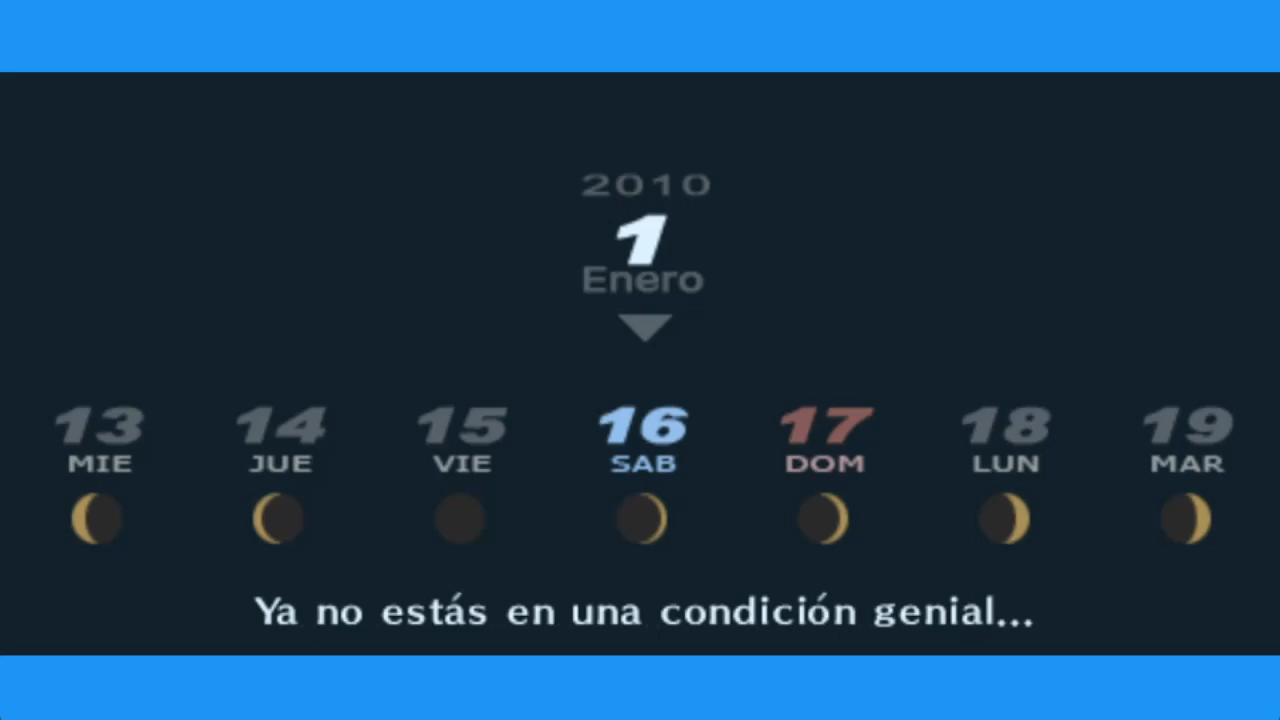 2010
1
Enero
13 14 15 16 17 18 19
MIE JUE VIE SAB DOM LUN MAR
Ya no estás en una condición genial...